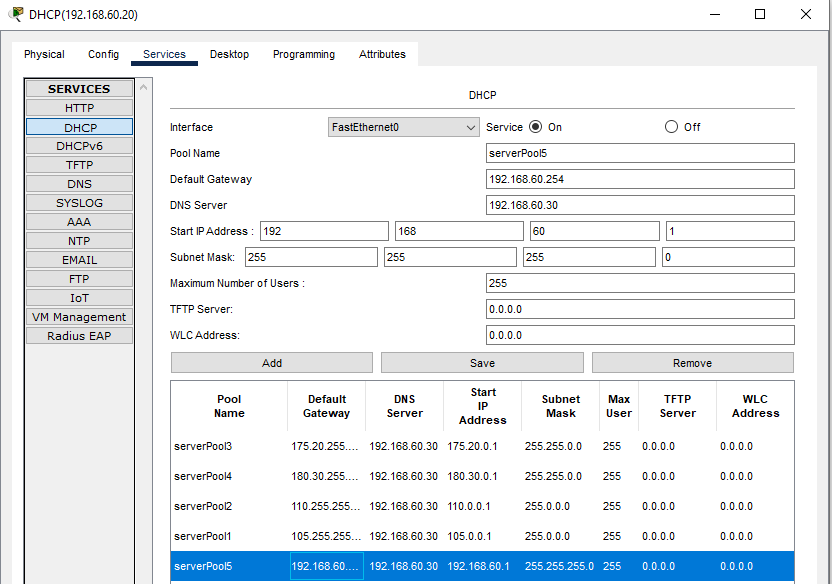 DHCP(192.168.60.20)
Physical Config Services Desktop Programming Attributes
SERVICES
HTTP
DHCP
DHCPv6
TFTP
DNS
SYSLOG
AAA
NTP
EMAIL
FTP
IoT
VM Management
Radius EAP
DHCP
Interface FastEthernet0 Service On Off
Pool Name serverPool5
Default Gateway 192.168.60.254
DNS Server 192.168.60.30
Start IP Address : 192 168 60 1
Subnet Mask: 255 255 255 0
Maximum Number of Users : 255
TFTP Server: 0.0.0.0
WLC Address: 0.0.0.0
Add Save Remove
Pool Name Default Gateway DNS Server Start IP Address Subnet Mask Max User TFTP Server WLC Address
serverPool3 175.20.255.... 192.168.60.30 175.20.0.1 255.255.0.0 255 0.0.0.0 0.0.0.0
serverPool4 180.30.255.... 192.168.60.30 180.30.0.1 255.255.0.0 255 0.0.0.0 0.0.0.0
serverPool2 110.255.255... 192.168.60.30 110.0.0.1 255.0.0.0 255 0.0.0.0 0.0.0.0
serverPool1 105.255.255... 192.168.60.30 105.0.0.1 255.0.0.0 255 0.0.0.0 0.0.0.0
serverPool5 192.168.60.... 192.168.60.30 192.168.60.1 255.255.255.0 255 0.0.0.0 0.0.0.0